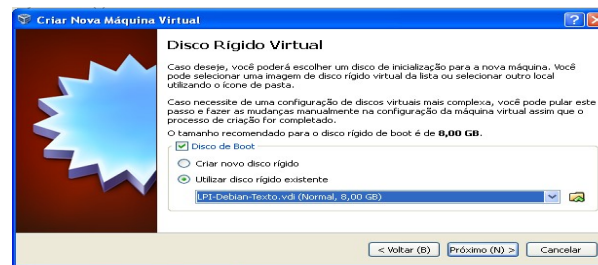 Criar Nova Máquina Virtual
Disco Rígido Virtual
Caso deseje, você poderá escolher um disco de inicialização para a nova máquina. Você
pode selecionar uma imagem de disco rígido virtual da lista ou selecionar outro local
utilizando o ícone de pasta.
Caso necessite de uma configuração de discos virtuais mais complexa, você pode pular este
passo e fazer as mudanças manualmente na configuração da máquina virtual assim que o
processo de criação for completado.
O tamanho recomendado para o disco rígido de boot é de 8,00 GB.
Disco de Boot
Criar novo disco rígido
Utilizar disco rígido existente
LPI-Debian-Texto.vdi (Normal, 8,00 GB)
< Voltar (B) Próximo (N) > Cancelar